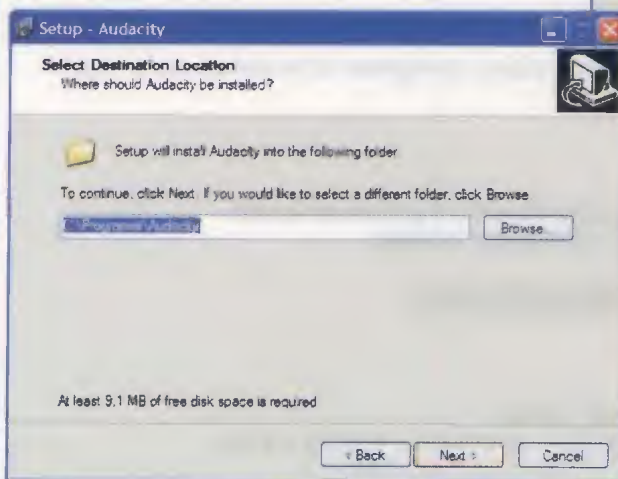 Setup - Audacity
Select Destination Location
Where should Audacity be installed?
Setup will install Audacity into the following folder
To continue, click Next. If you would like to select a different folder, click Browse
Browse...
At least 9.1 MB of free disk space is required
< Back
Next >
Cancel